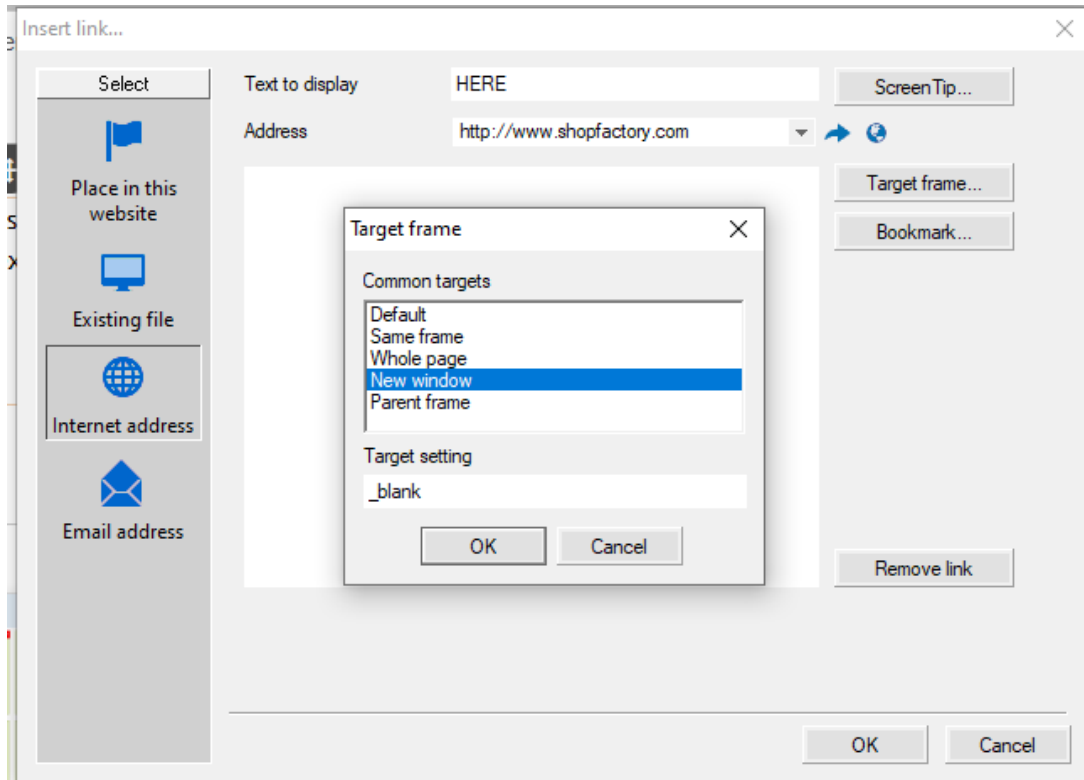 Insert link...
Select
Place in this
website
Existing file
Internet address
Email address
Text to display
HERE
ScreenTip...
Address
http://www.shopfactory.com
Target frame...
Bookmark...
Target frame
Common targets
Default
Same frame
Whole page
New window
Parent frame
Target setting
_blank
OK
Cancel
Remove link
OK
Cancel